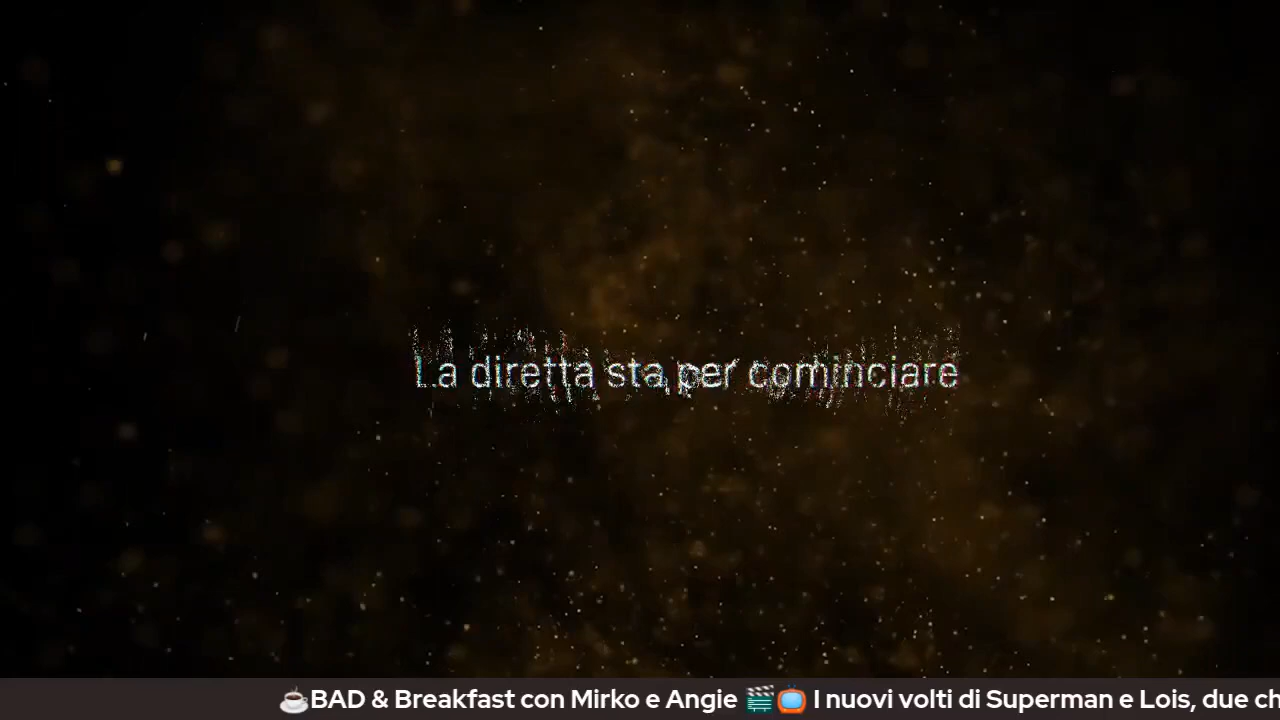 La diretta sta per cominciare
☕BAD & Breakfast con Mirko e Angie 🎬📺 I nuovi volti di Superman e Lois, due ch